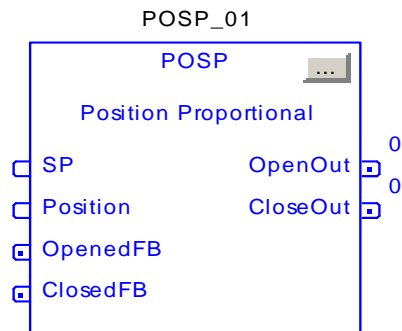 POSP_01
POSP
...
Position Proportional
SP
OpenOut
0
Position
CloseOut
0
OpenedFB
ClosedFB